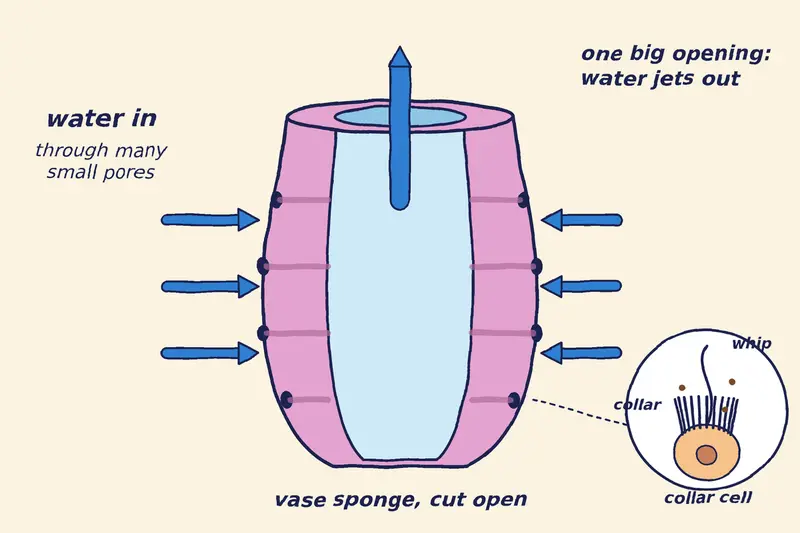 one big opening:
water jets out
water in
through many
small pores
whip
collar
collar cell
vase sponge, cut open